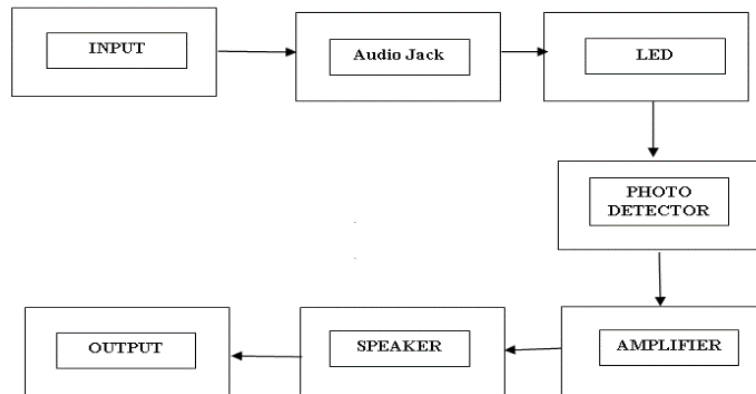 INPUT
Audio Jack
LED
PHOTO
DETECTOR
OUTPUT
SPEAKER
AMPLIFIER